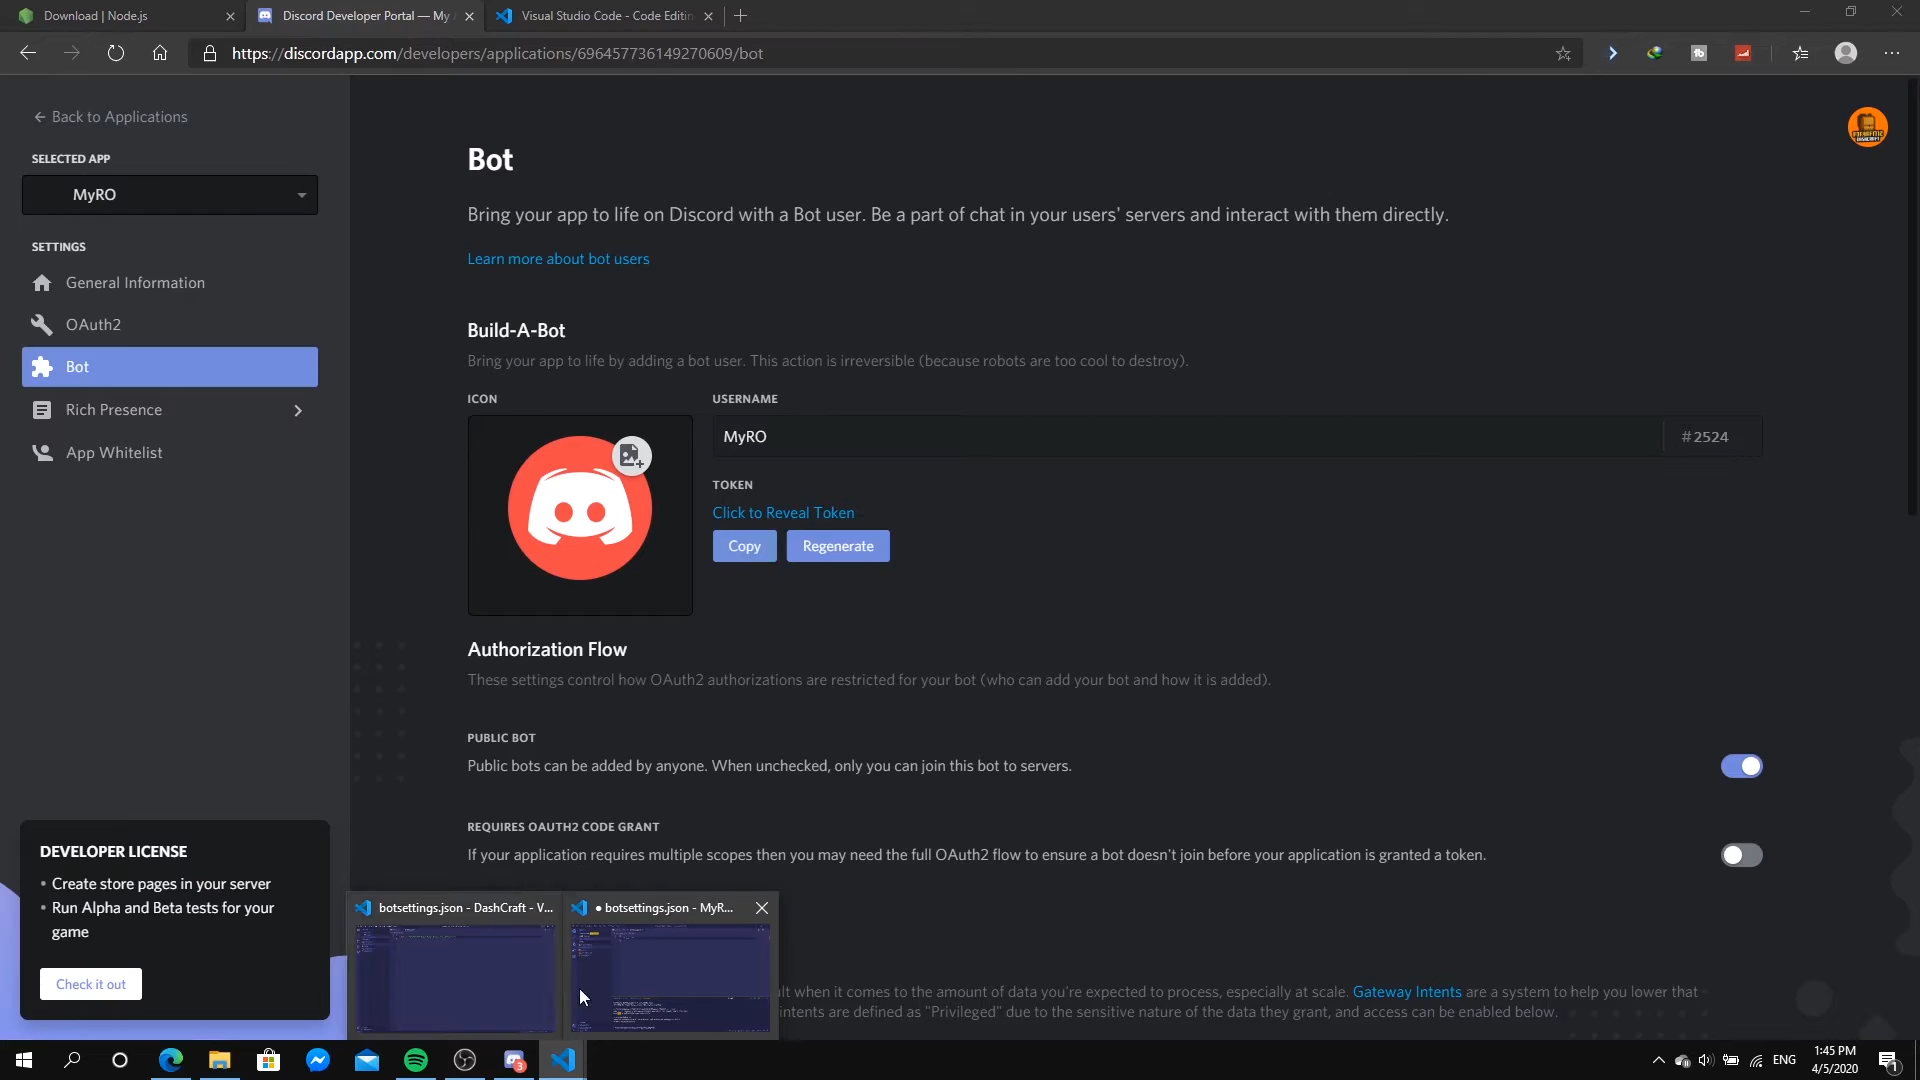 Download | Node.js
Discord Developer Portal — My
Visual Studio Code - Code Editin
https://discordapp.com/developers/applications/696457736149270609/bot
Back to Applications
SELECTED APP
MyRO
SETTINGS
General Information
OAuth2
Bot
Rich Presence
App Whitelist
DEVELOPER LICENSE
• Create store pages in your server
• Run Alpha and Beta tests for your
game
Check it out
Bot
Bring your app to life on Discord with a Bot user. Be a part of chat in your users' servers and interact with them directly.
Learn more about bot users
Build-A-Bot
Bring your app to life by adding a bot user. This action is irreversible (because robots are too cool to destroy).
ICON
USERNAME
MyRO
#2524
TOKEN
Click to Reveal Token
Copy
Regenerate
Authorization Flow
These settings control how OAuth2 authorizations are restricted for your bot (who can add your bot and how it is added).
PUBLIC BOT
Public bots can be added by anyone. When unchecked, only you can join this bot to servers.
REQUIRES OAUTH2 CODE GRANT
If your application requires multiple scopes then you may need the full OAuth2 flow to ensure a bot doesn't join before your application is granted a token.
botsettings.json - DashCraft - V...
● botsettings.json - MyR...
lt when it comes to the amount of data you're expected to process, especially at scale. Gateway Intents are a system to help you lower that
intents are defined as "Privileged" due to the sensitive nature of the data they grant, and access can be enabled below.
3
ENG
1:45 PM
4/5/2020
1